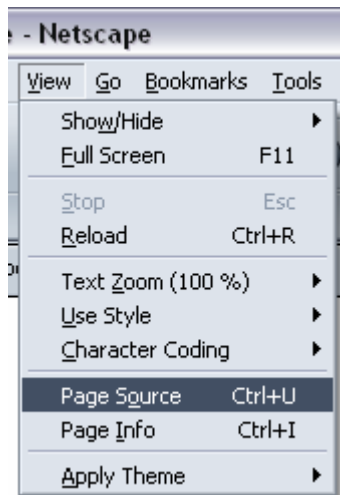 - Netscape
View Go Bookmarks Tools
Show/Hide
Full Screen F11
Stop Esc
Reload Ctrl+R
Text Zoom (100 %)
Use Style
Character Coding
Page Source Ctrl+U
Page Info Ctrl+I
Apply Theme